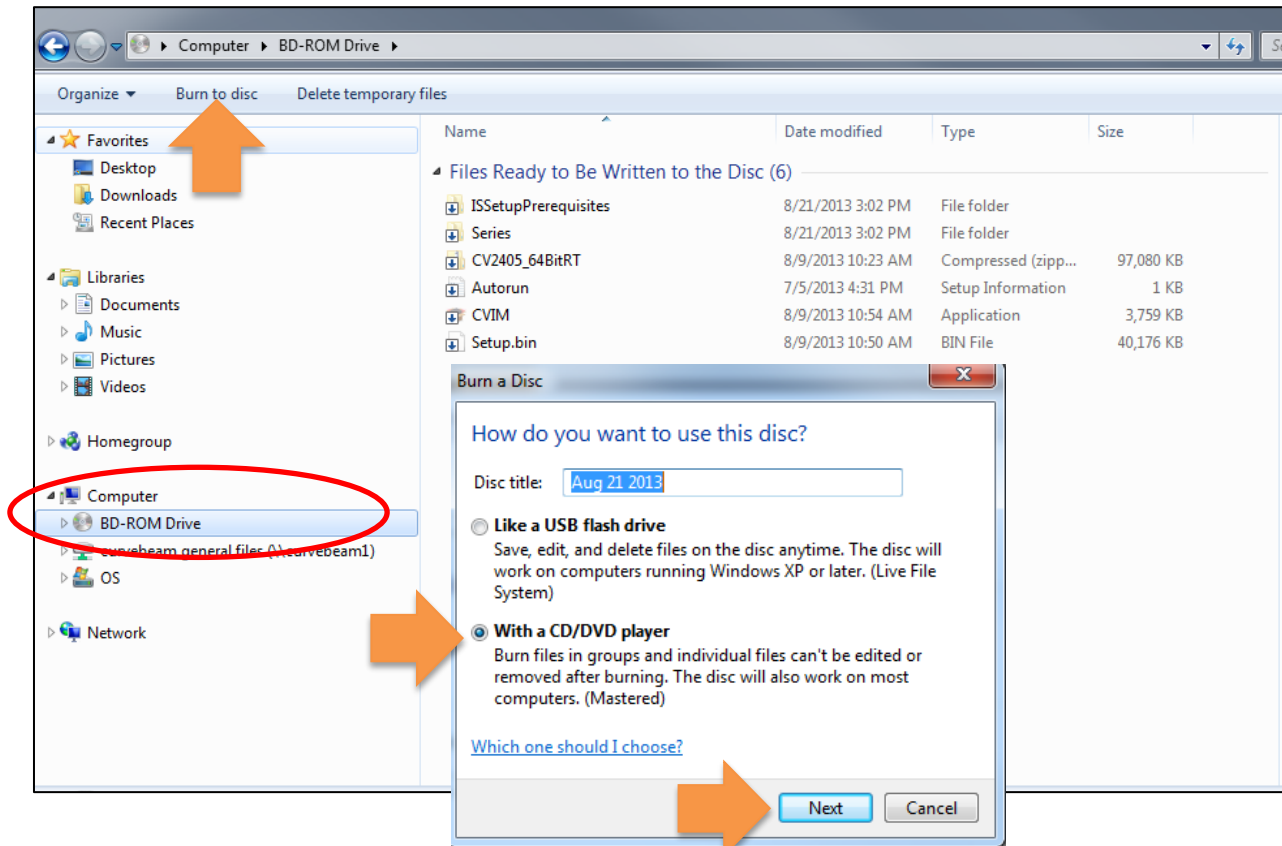 Computer BD-ROM Drive
Organize Burn to disc Delete temporary files
Favorites
Desktop
Downloads
Recent Places
Libraries
Documents
Music
Pictures
Videos
Homegroup
Computer
BD-ROM Drive
curvebeam general files (\\curvebeam1)
OS
Network
Name Date modified Type Size
Files Ready to Be Written to the Disc (6)
ISSetupPrerequisites 8/21/2013 3:02 PM File folder
Series 8/21/2013 3:02 PM File folder
CV2405_64BitRT 8/9/2013 10:23 AM Compressed (zipp... 97,080 KB
Autorun 7/5/2013 4:31 PM Setup Information 1 KB
CVIM 8/9/2013 10:54 AM Application 3,759 KB
Setup.bin 8/9/2013 10:50 AM BIN File 40,176 KB
Burn a Disc
How do you want to use this disc?
Disc title: Aug 21 2013
Like a USB flash drive
Save, edit, and delete files on the disc anytime. The disc will
work on computers running Windows XP or later. (Live File
System)
With a CD/DVD player
Burn files in groups and individual files can't be edited or
removed after burning. The disc will also work on most
computers. (Mastered)
Which one should I choose?
Next Cancel